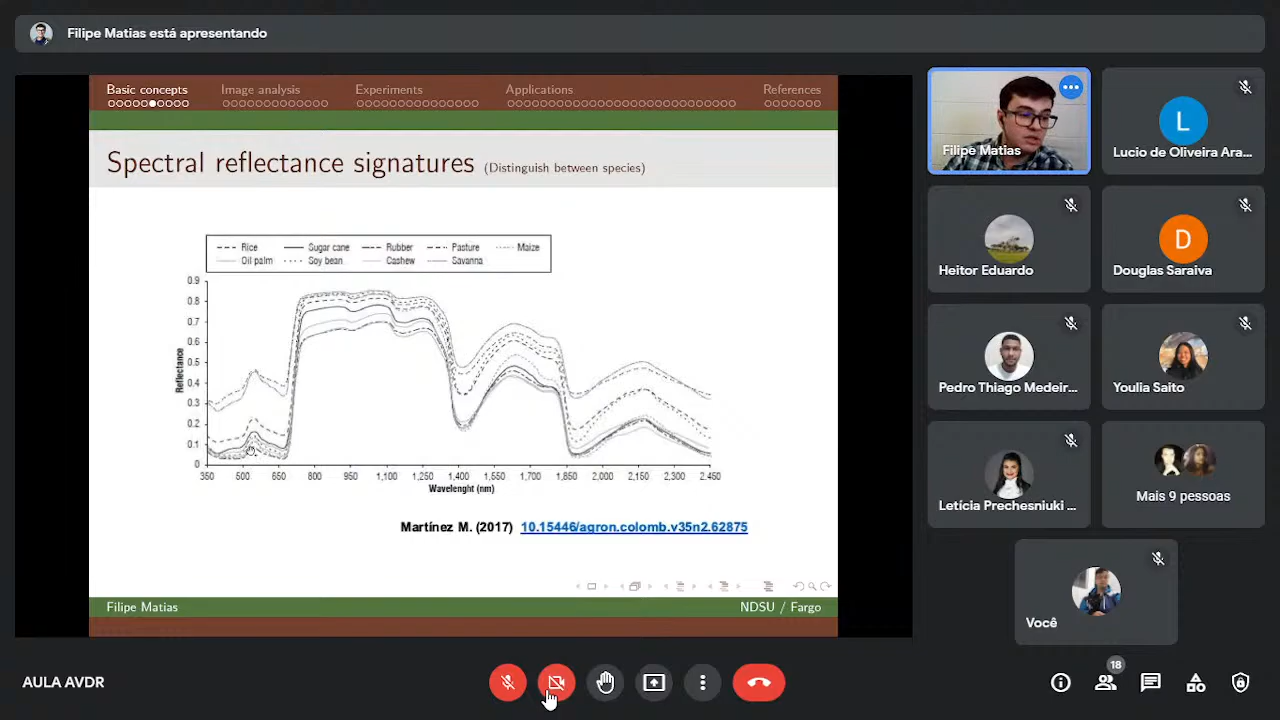 Filipe Matias está apresentando
Basic concepts
Image analysis
Experiments
Applications
References
Spectral reflectance signatures (Distinguish between species)
Rice Sugar cane Rubber Pasture Maize
Oil palm Soy bean Cashew Savanna
0.9
0.8
0.7
0.6
0.5
0.4
0.3
0.2
0.1
0
Reflectance
350 500 650 800 950 1,100 1,250 1,400 1,550 1,700 1,850 2,000 2,150 2,300 2,450
Wavelenght (nm)
Martínez M. (2017) 10.15446/agron.colomb.v35n2.62875
Filipe Matias
NDSU / Fargo
Filipe Matias
L
Lucio de Oliveira Ara...
Heitor Eduardo
D
Douglas Saraiva
Pedro Thiago Medeir...
Youlia Saito
Letícia Prechesniuki ...
Mais 9 pessoas
Você
AULA AVDR
18